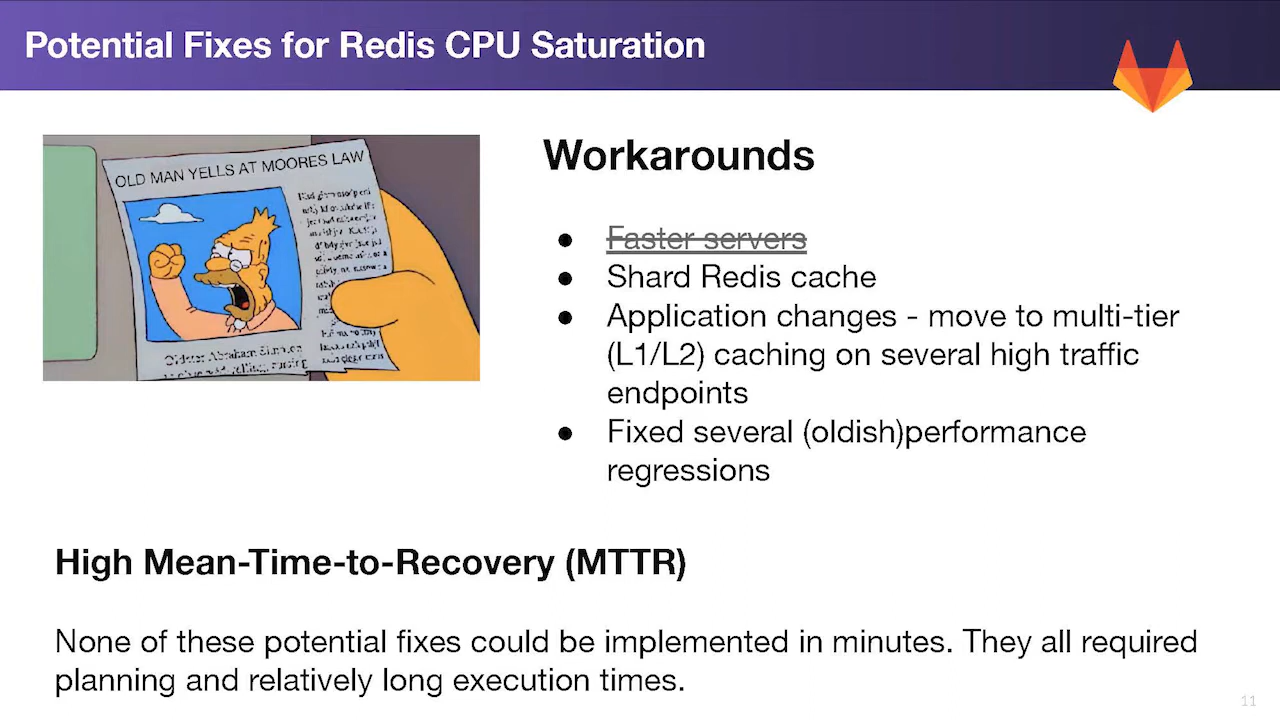 Potential Fixes for Redis CPU Saturation
OLD MAN YELLS AT MOORES LAW
Workarounds
● Faster servers
● Shard Redis cache
● Application changes - move to multi-tier
(L1/L2) caching on several high traffic
endpoints
● Fixed several (oldish)performance
regressions
High Mean-Time-to-Recovery (MTTR)
None of these potential fixes could be implemented in minutes. They all required
planning and relatively long execution times.
11